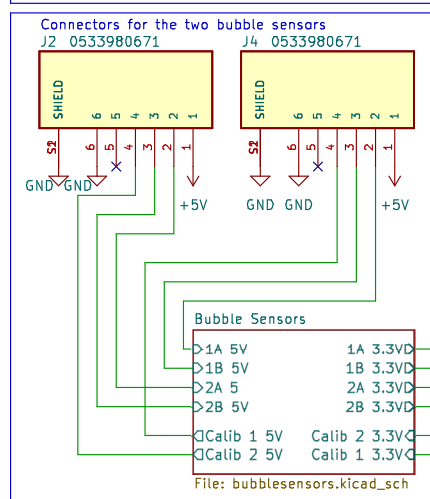 Connectors for the two bubble sensors
J2 0533980671
J4 0533980671
SHIELD 6 5 4 3 2 1
SHIELD 6 5 4 3 2 1
6 5 4 3 2 1
6 5 4 3 2 1
GND GND +5V
GND GND +5V
Bubble Sensors
1A 5V 1A 3.3V
1B 5V 1B 3.3V
2A 5 2A 3.3V
2B 5V 2B 3.3V
Calib 1 5V Calib 2 3.3V
Calib 2 5V Calib 1 3.3V
File: bubblesensors.kicad_sch